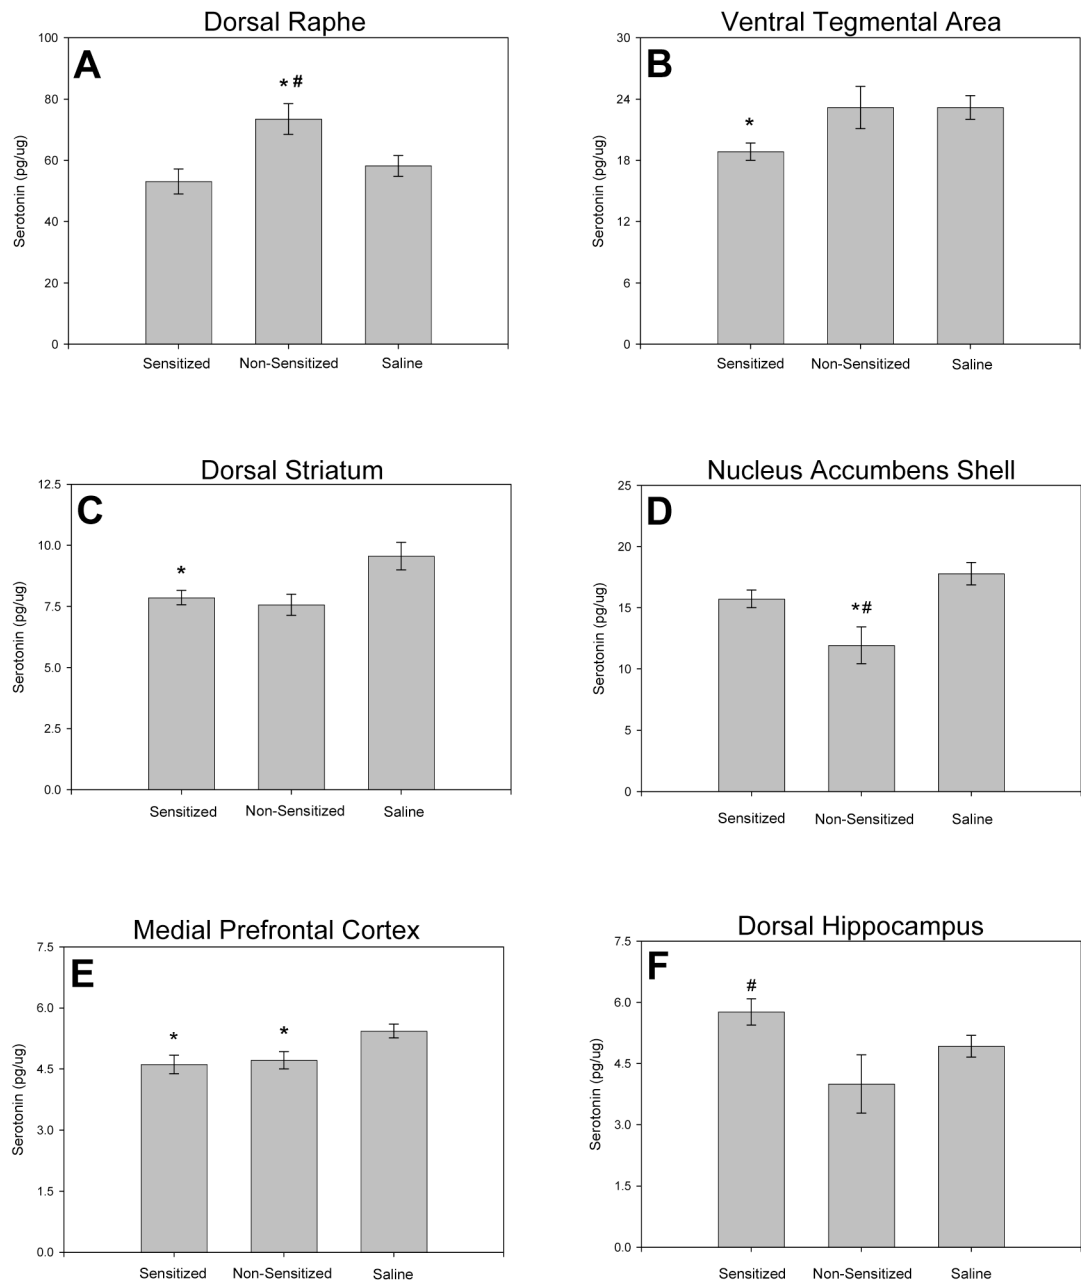 Dorsal Raphe
A
100
80
60
40
20
0
Serotonin (pg/ug)
* #
Sensitized
Non-Sensitized
Saline
Ventral Tegmental Area
B
30
24
18
12
6
0
Serotonin (pg/ug)
*
Sensitized
Non-Sensitized
Saline
Dorsal Striatum
C
12.5
10.0
7.5
5.0
2.5
0.0
Serotonin (pg/ug)
*
Sensitized
Non-Sensitized
Saline
Nucleus Accumbens Shell
D
25
20
15
10
5
0
Serotonin (pg/ug)
*#
Sensitized
Non-Sensitized
Saline
Medial Prefrontal Cortex
E
7.5
6.0
4.5
3.0
1.5
0.0
Serotonin (pg/ug)
*
*
Sensitized
Non-Sensitized
Saline
Dorsal Hippocampus
F
7.5
6.0
4.5
3.0
1.5
0.0
Serotonin (pg/ug)
#
Sensitized
Non-Sensitized
Saline